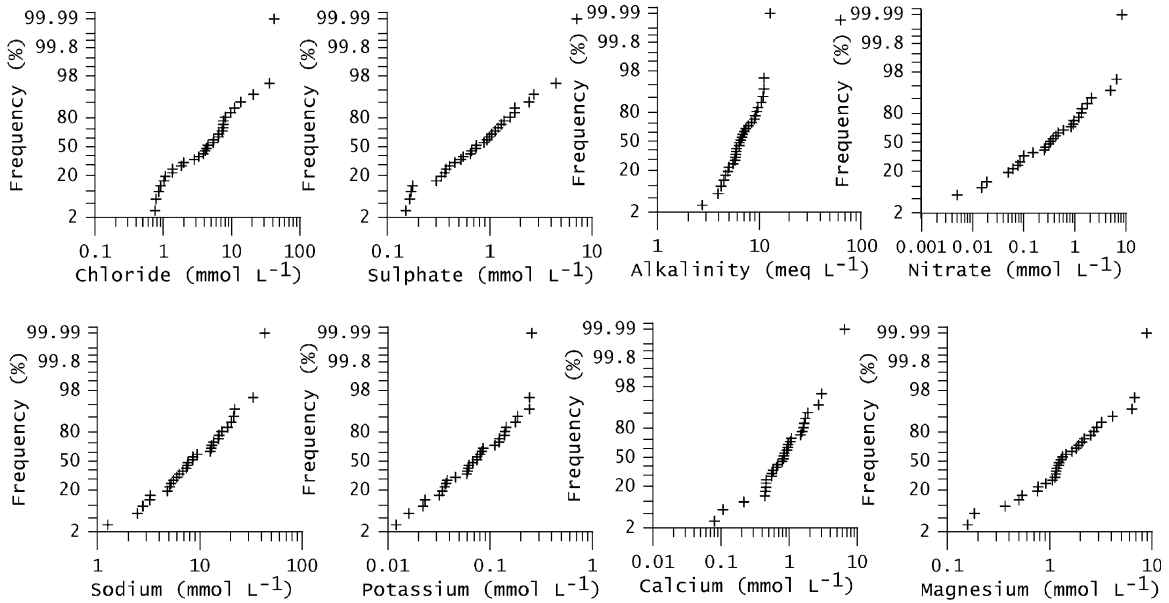 Frequency (%)
99.99
99.8
98
80
50
20
2
0.1 1 10 100
Chloride (mmol L-1)
Frequency (%)
99.99
99.8
98
80
50
20
2
0.1 1 10
Sulphate (mmol L-1)
Frequency (%)
99.99
99.8
98
80
50
20
2
1 10 100
Alkalinity (meq L-1)
Frequency (%)
99.99
99.8
98
80
50
20
2
0.001 0.01 0.1 1 10
Nitrate (mmol L-1)
Frequency (%)
99.99
99.8
98
80
50
20
2
1 10 100
Sodium (mmol L-1)
Frequency (%)
99.99
99.8
98
80
50
20
2
0.01 0.1 1
Potassium (mmol L-1)
Frequency (%)
99.99
99.8
98
80
50
20
2
0.01 0.1 1 10
Calcium (mmol L-1)
Frequency (%)
99.99
99.8
98
80
50
20
2
0.1 1 10
Magnesium (mmol L-1)